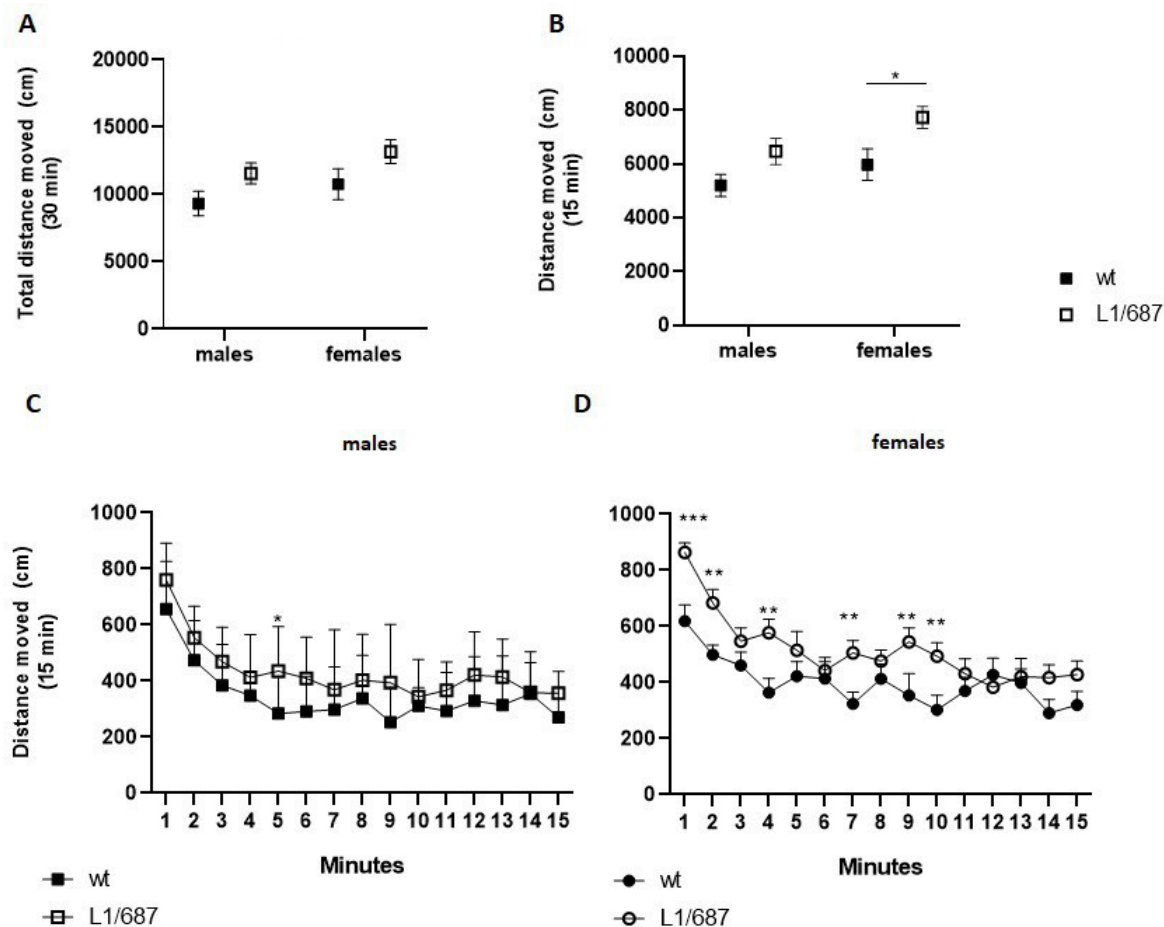 A
Total distance moved (cm)
(30 min)
20000
15000
10000
5000
0
males females
B
Distance moved (cm)
(15 min)
10000
8000
6000
4000
2000
0
*
males females
wt
L1/687
C
males
Distance moved (cm)
(15 min)
1000
800
600
400
200
0
*
1 2 3 4 5 6 7 8 9 10 11 12 13 14 15
Minutes
wt
L1/687
D
females
1000
800
600
400
200
0
*** ** ** ** ** **
1 2 3 4 5 6 7 8 9 10 11 12 13 14 15
Minutes
wt
L1/687